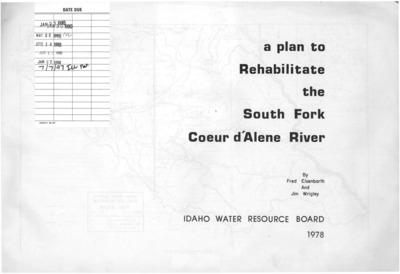 DATE DUE
a plan to
Rehabilitate
the
South Fork
Coeur d'Alene River
By
Fred Eisenbarth
And
Jim Wrigley
IDAHO WATER RESOURCE BOARD
1978